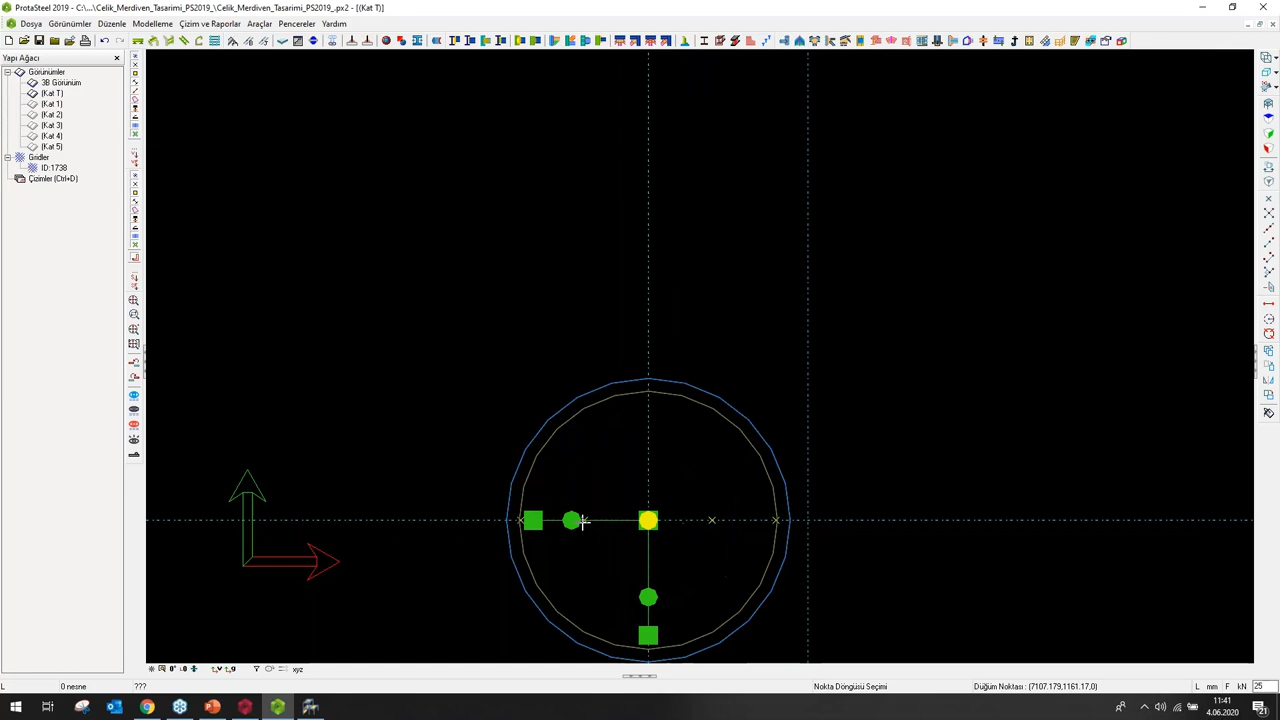 ProtaSteel 2019 - C:\...\Celik_Merdiven_Tasarimi_PS2019_\Celik_Merdiven_Tasarimi_PS2019_.px2 - [(Kat T)]
Dosya Görünümler Düzenle Modelleme Çizim ve Raporlar Araçlar Pencereler Yardım
Yapı Ağacı
Görünümler
3B Görünüm
(Kat T)
(Kat 1)
(Kat 2)
(Kat 3)
(Kat 4)
(Kat 5)
Gridler
ID:1738
Çizimler (Ctrl+D)
xyz
L 0 nesne ??? Nokta Döngüsü Seçimi Düğüm Noktası : (7107.179,1161.17,0) L mm F kN 25
11:41
4.06.2020